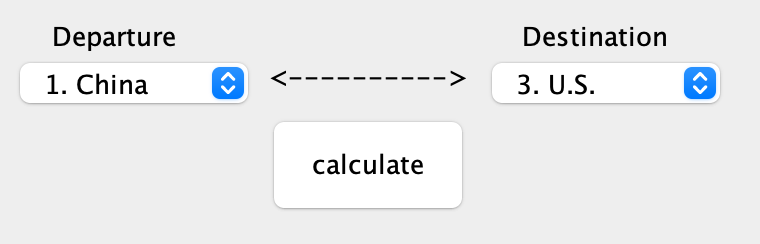 Departure
Destination
1. China
<---------->
3. U.S.
calculate